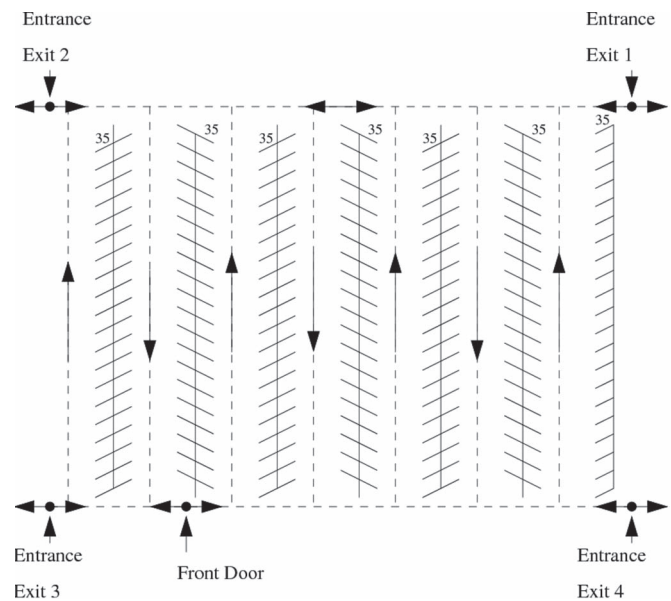 Entrance
Exit 2
Entrance
Exit 1
35
35
35
35
35
35
35
Entrance
Exit 3
Front Door
Entrance
Exit 4